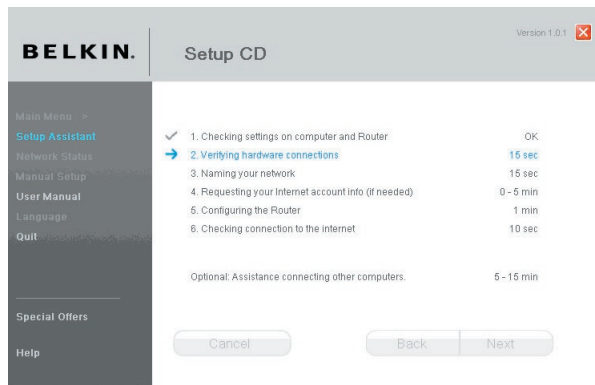 Version 1.0.1
BELKIN.
Setup CD
Main Menu >
Setup Assistant
Network Status
Manual Setup
User Manual
Language
Quit
Special Offers
Help
1. Checking settings on computer and Router OK
2. Verifying hardware connections 15 sec
3. Naming your network 15 sec
4. Requesting your Internet account info (if needed) 0 - 5 min
5. Configuring the Router 1 min
6. Checking connection to the internet 10 sec
Optional: Assistance connecting other computers. 5 - 15 min
Cancel
Back
Next